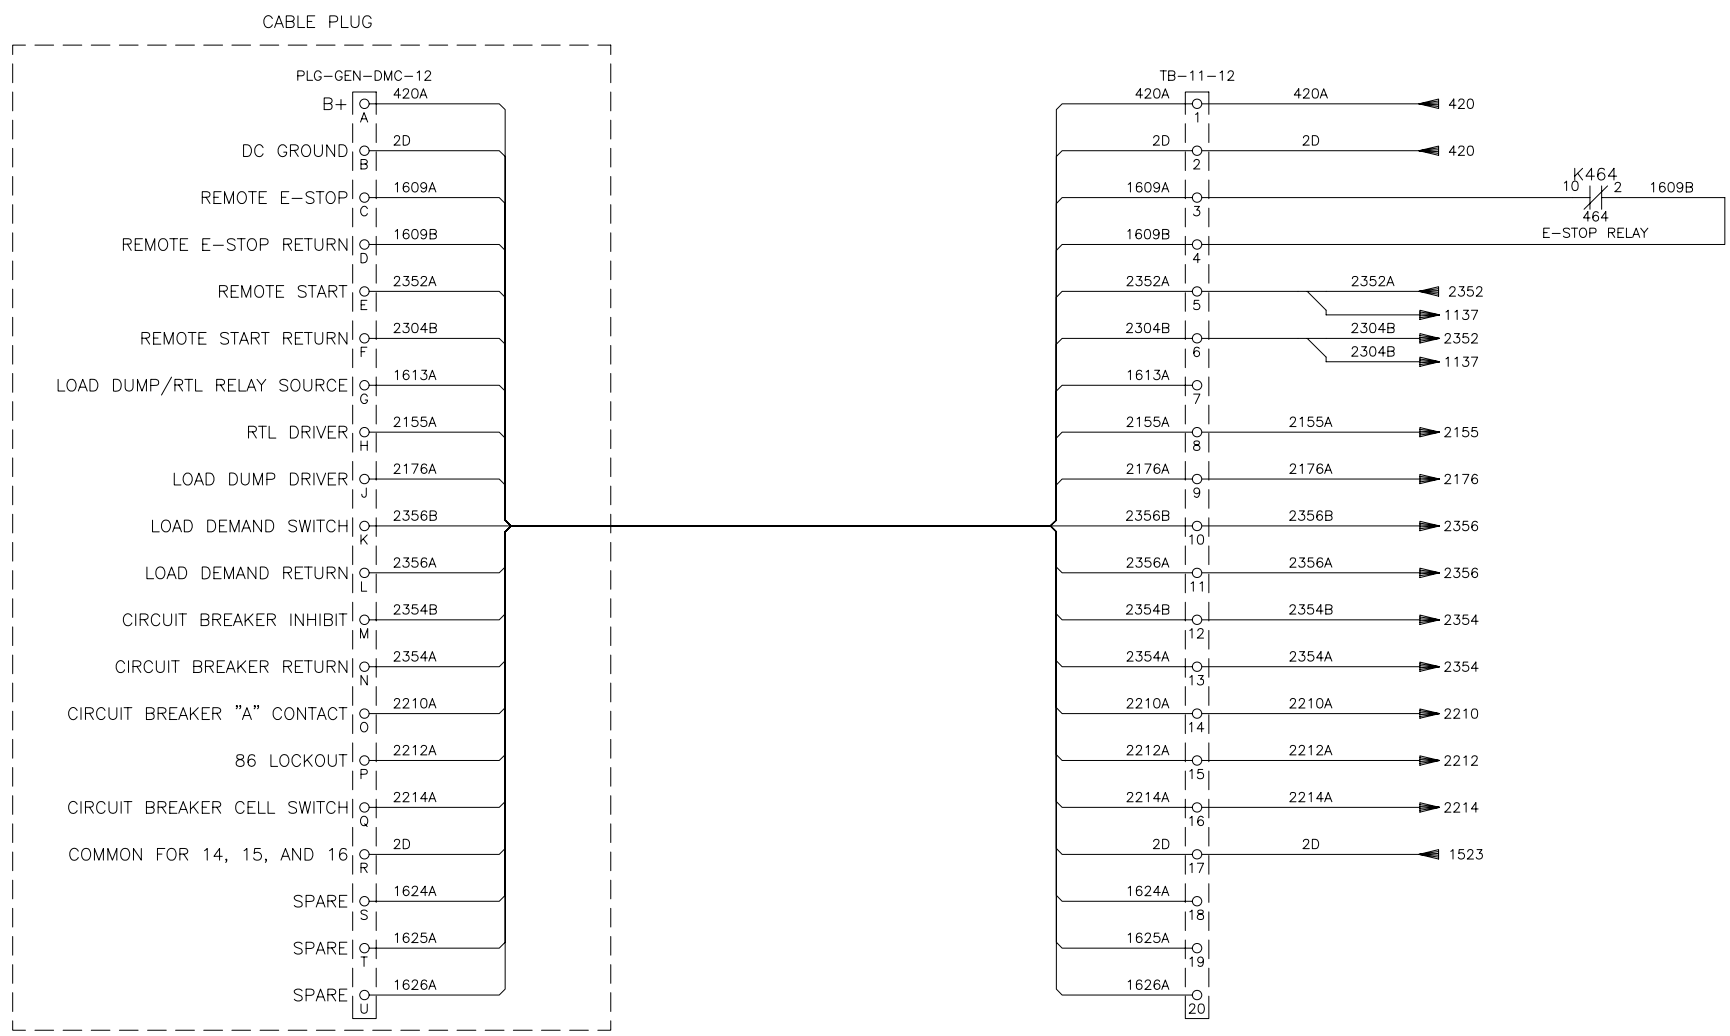 CABLE PLUG
PLG-GEN-DMC-12
TB-11-12
B+ A 420A 420A 1 420A 420
DC GROUND B 2D 2D 2 2D 420
REMOTE E-STOP C 1609A 1609A 3 10 K464 2 1609B
464
E-STOP RELAY
REMOTE E-STOP RETURN D 1609B 1609B 4
REMOTE START E 2352A 2352A 5 2352A 2352
1137
REMOTE START RETURN F 2304B 2304B 6 2304B 2352
2304B 1137
LOAD DUMP/RTL RELAY SOURCE G 1613A 1613A 7
RTL DRIVER H 2155A 2155A 8 2155A 2155
LOAD DUMP DRIVER J 2176A 2176A 9 2176A 2176
LOAD DEMAND SWITCH K 2356B 2356B 10 2356B 2356
LOAD DEMAND RETURN L 2356A 2356A 11 2356A 2356
CIRCUIT BREAKER INHIBIT M 2354B 2354B 12 2354B 2354
CIRCUIT BREAKER RETURN N 2354A 2354A 13 2354A 2354
CIRCUIT BREAKER "A" CONTACT O 2210A 2210A 14 2210A 2210
86 LOCKOUT P 2212A 2212A 15 2212A 2212
CIRCUIT BREAKER CELL SWITCH Q 2214A 2214A 16 2214A 2214
COMMON FOR 14, 15, AND 16 R 2D 2D 17 2D 1523
SPARE S 1624A 1624A 18
SPARE T 1625A 1625A 19
SPARE U 1626A 1626A 20